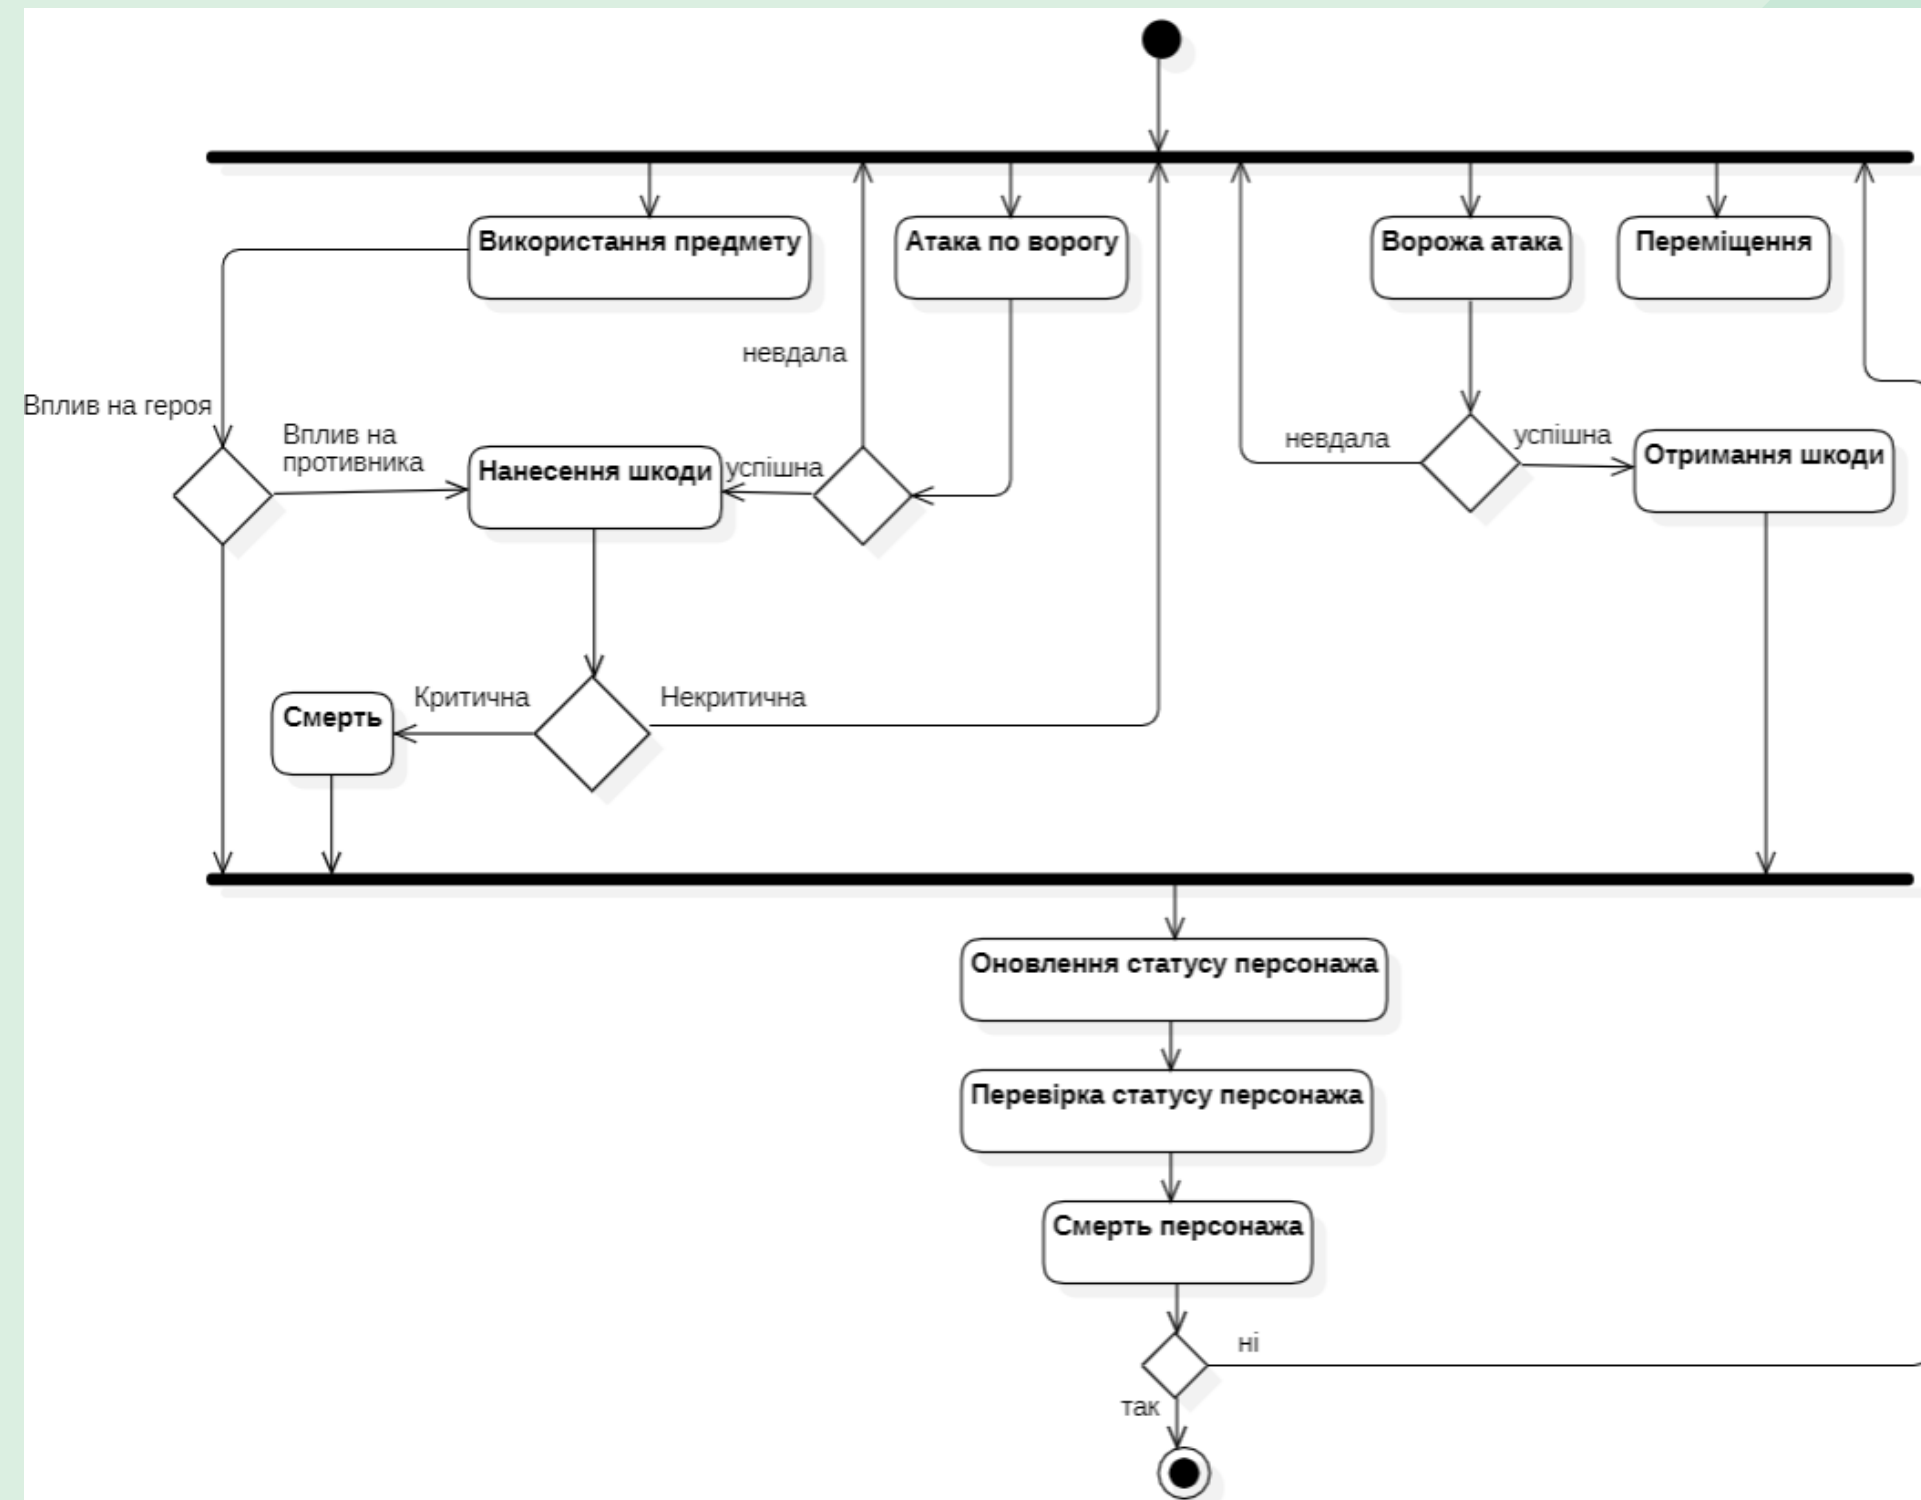 Використання предмету
Атака по ворогу
Ворожа атака
Переміщення
невдала
Вплив на героя
Вплив на
противника
Нанесення шкоди
успішна
невдала
успішна
Отримання шкоди
Смерть
Критична
Некритична
Оновлення статусу персонажа
Перевірка статусу персонажа
Смерть персонажа
ні
так